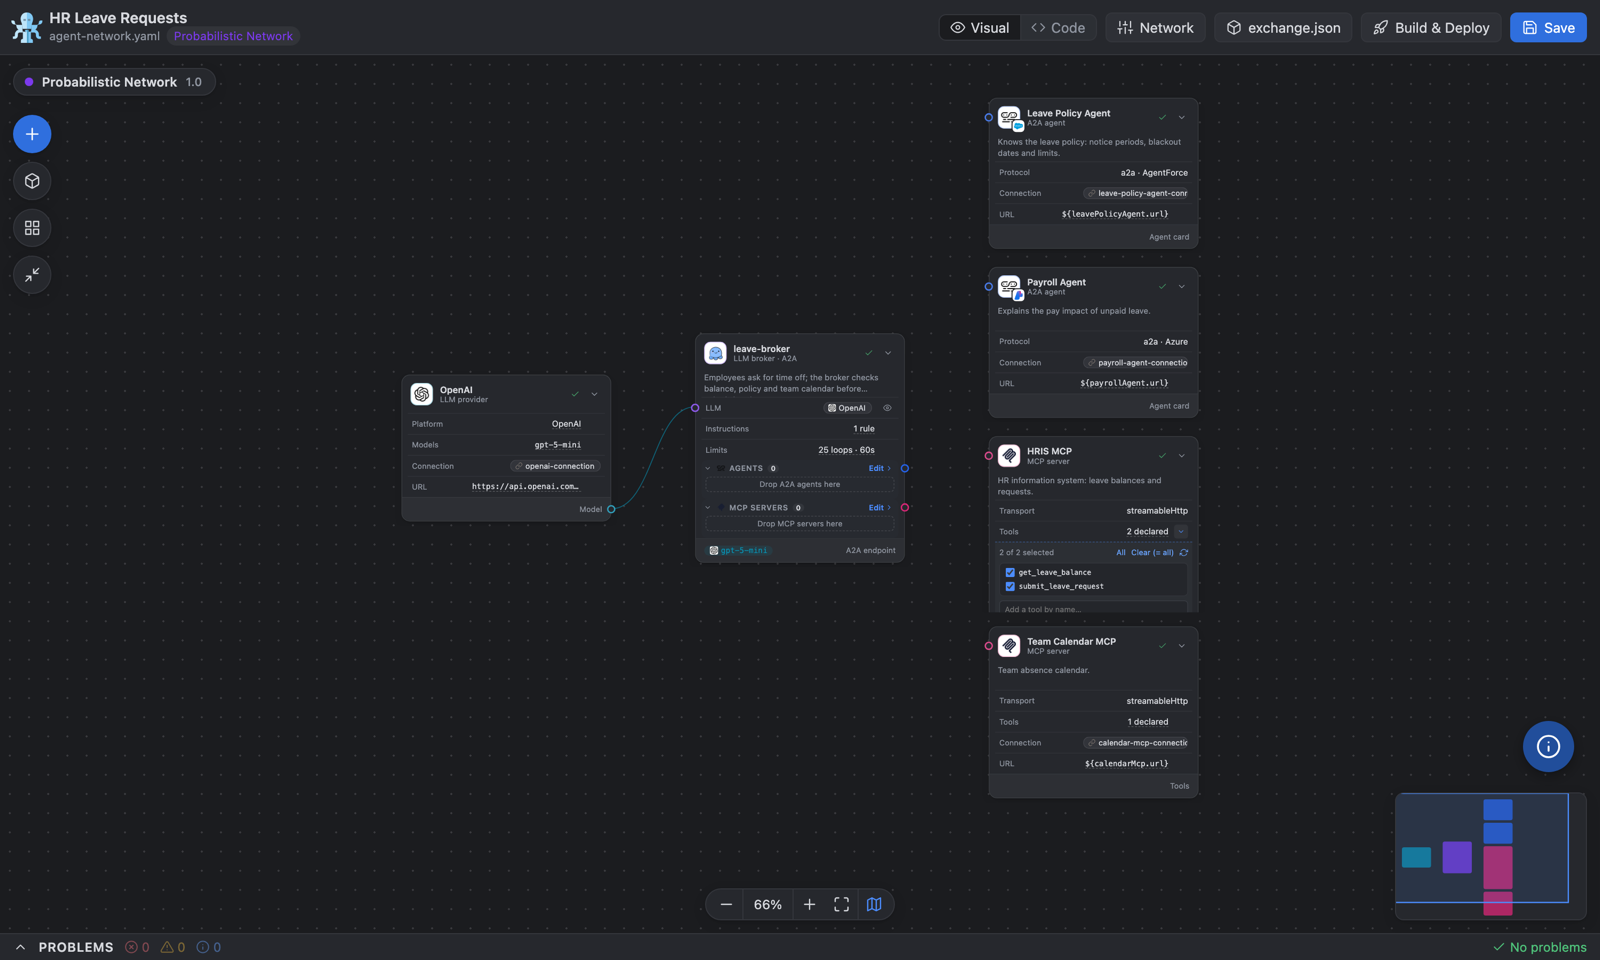 HR Leave Requests
agent-network.yaml Probabilistic Network
Visual
Code
Network
exchange.json
Build & Deploy
Save
Probabilistic Network 1.0
OpenAI
LLM provider
Platform OpenAI
Models gpt-5-mini
Connection openai-connection
URL https://api.openai.com…
Model
leave-broker
LLM broker · A2A
Employees ask for time off; the broker checks
balance, policy and team calendar before…
LLM OpenAI
Instructions 1 rule
Limits 25 loops · 60s
AGENTS 0 Edit
Drop A2A agents here
MCP SERVERS 0 Edit
Drop MCP servers here
gpt-5-mini A2A endpoint
Leave Policy Agent
A2A agent
Knows the leave policy: notice periods, blackout
dates and limits.
Protocol a2a · AgentForce
Connection leave-policy-agent-conr
URL ${leavePolicyAgent.url}
Agent card
Payroll Agent
A2A agent
Explains the pay impact of unpaid leave.
Protocol a2a · Azure
Connection payroll-agent-connectio
URL ${payrollAgent.url}
Agent card
HRIS MCP
MCP server
HR information system: leave balances and
requests.
Transport streamableHttp
Tools 2 declared
2 of 2 selected All Clear (= all)
get_leave_balance
submit_leave_request
Add a tool by name…
Team Calendar MCP
MCP server
Team absence calendar.
Transport streamableHttp
Tools 1 declared
Connection calendar-mcp-connectic
URL ${calendarMcp.url}
Tools
66%
PROBLEMS 0 0 0
No problems